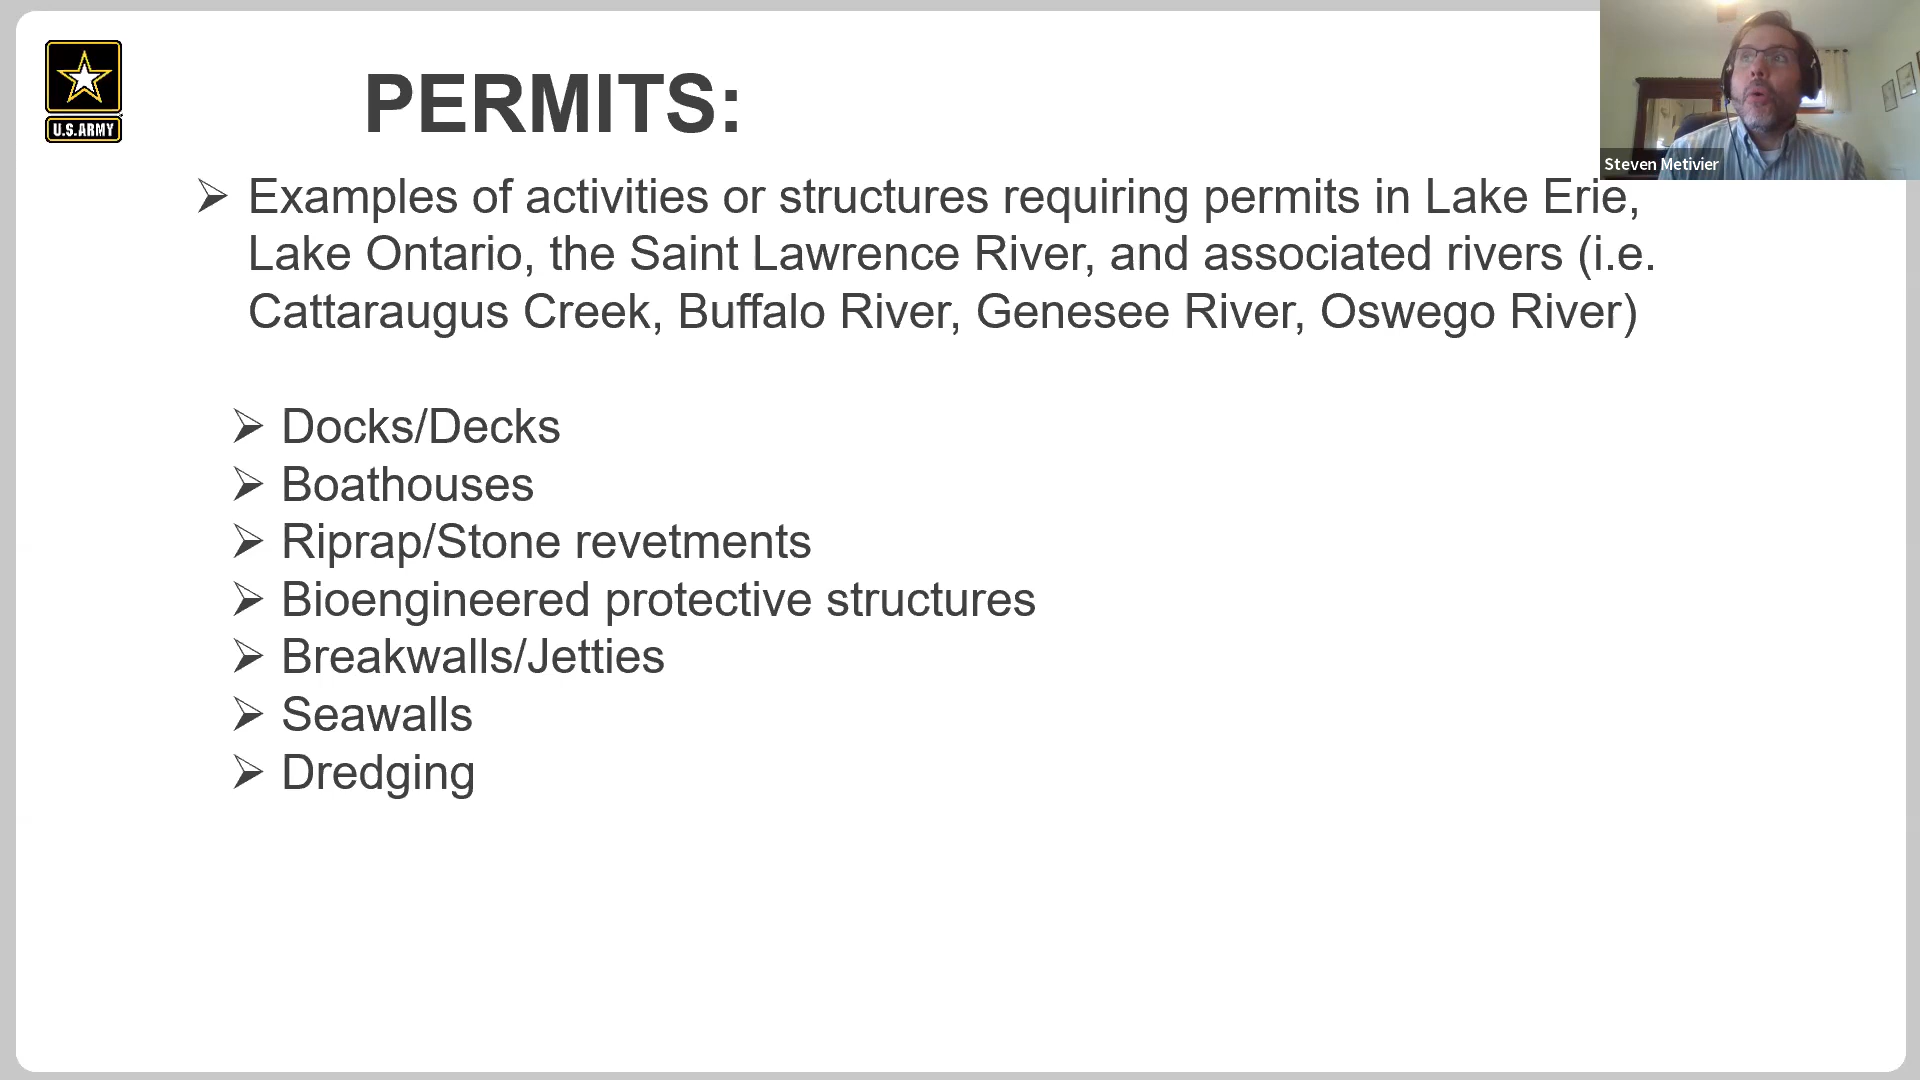 U.S.ARMY
PERMITS:
Steven Metivier
➢ Examples of activities or structures requiring permits in Lake Erie,
Lake Ontario, the Saint Lawrence River, and associated rivers (i.e.
Cattaraugus Creek, Buffalo River, Genesee River, Oswego River)
➢ Docks/Decks
➢ Boathouses
➢ Riprap/Stone revetments
➢ Bioengineered protective structures
➢ Breakwalls/Jetties
➢ Seawalls
➢ Dredging